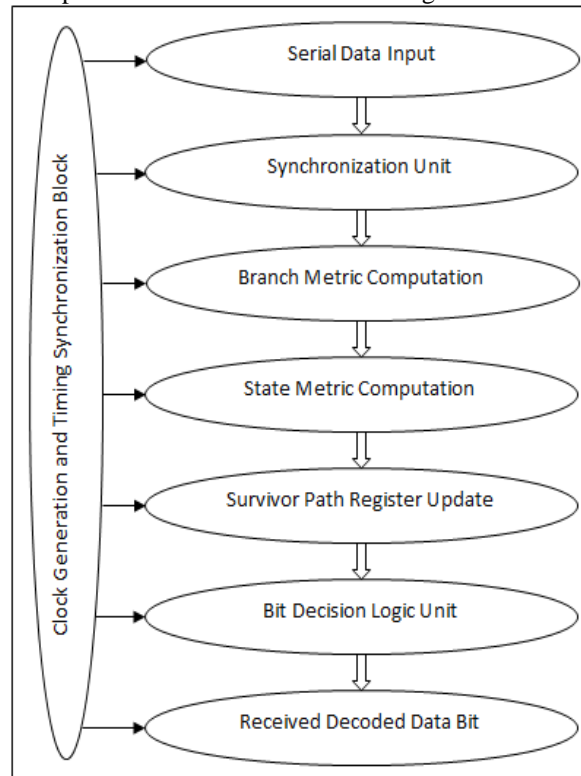 Serial Data Input
Synchronization Unit
Branch Metric Computation
State Metric Computation
Survivor Path Register Update
Bit Decision Logic Unit
Received Decoded Data Bit
Clock Generation and Timing Synchronization Block